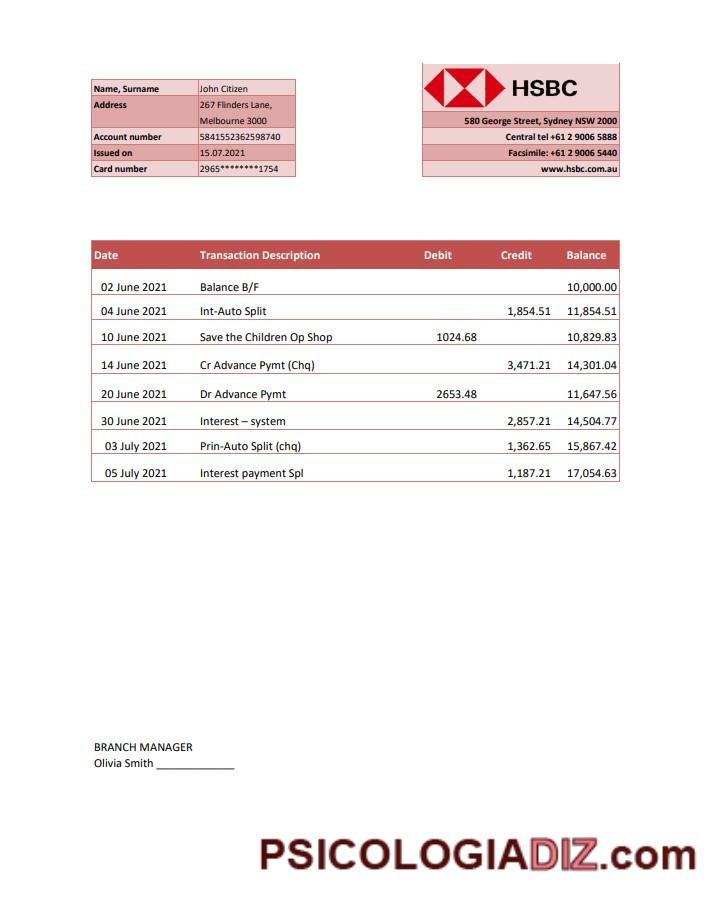 Name, Surname John Citizen
Address 267 Flinders Lane,
Melbourne 3000
Account number 5841552362598740
Issued on 15.07.2021
Card number 2965********1754
HSBC
580 George Street, Sydney NSW 2000
Central tel +61 2 9006 5888
Facsimile: +61 2 9006 5440
www.hsbc.com.au
Date Transaction Description Debit Credit Balance
02 June 2021 Balance B/F 10,000.00
04 June 2021 Int-Auto Split 1,854.51 11,854.51
10 June 2021 Save the Children Op Shop 1024.68 10,829.83
14 June 2021 Cr Advance Pymt (Chq) 3,471.21 14,301.04
20 June 2021 Dr Advance Pymt 2653.48 11,647.56
30 June 2021 Interest – system 2,857.21 14,504.77
03 July 2021 Prin-Auto Split (chq) 1,362.65 15,867.42
05 July 2021 Interest payment Spl 1,187.21 17,054.63
BRANCH MANAGER
Olivia Smith _____________
PSICOLOGIADIZ.com